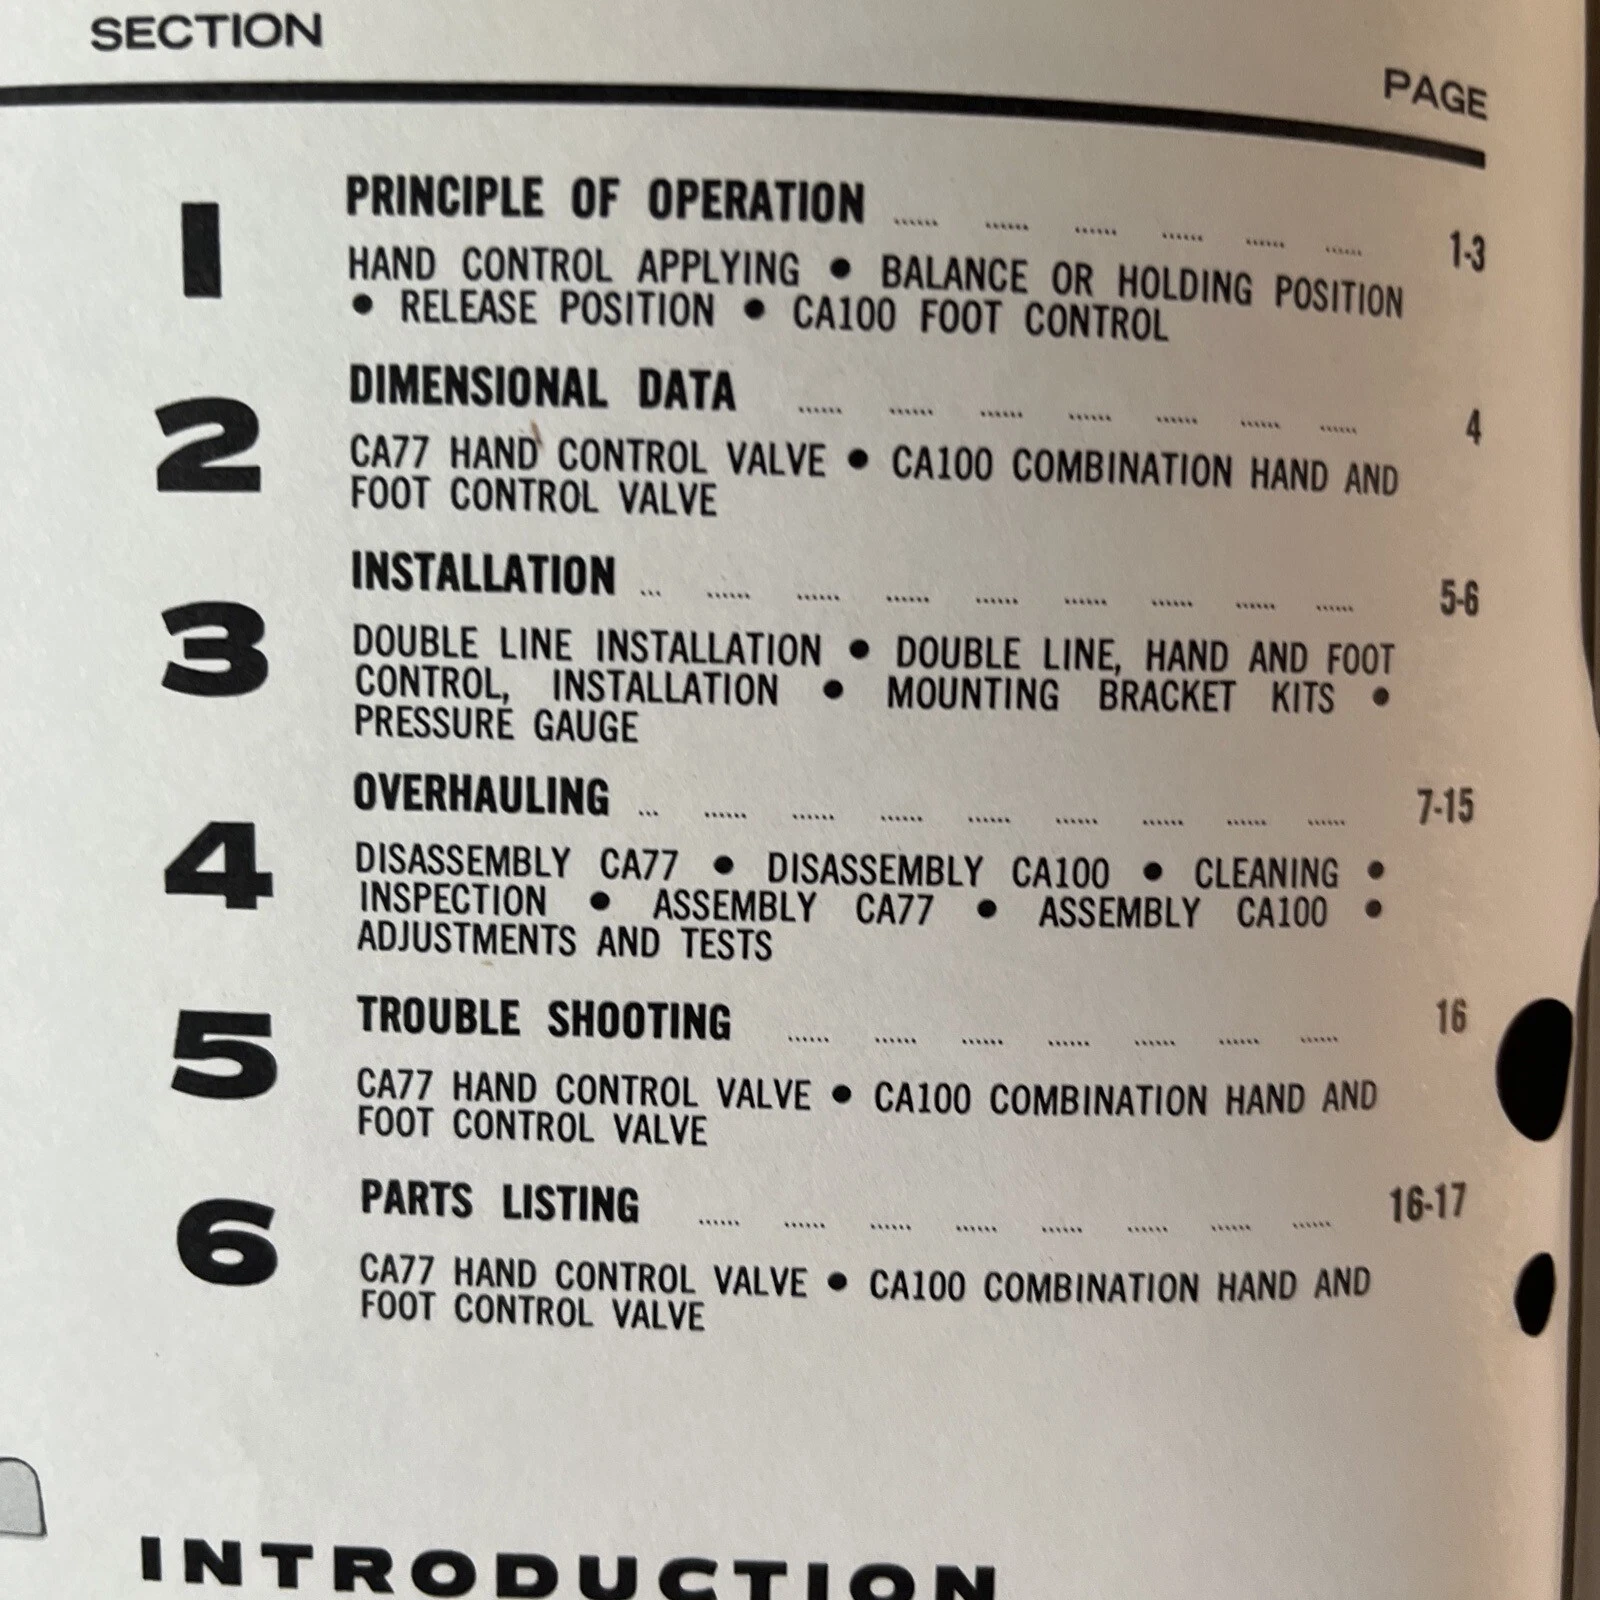 SECTION
PAGE
1 PRINCIPLE OF OPERATION ...... ...... ...... ...... ...... ...... 1-3
HAND CONTROL APPLYING ● BALANCE OR HOLDING POSITION
● RELEASE POSITION ● CA100 FOOT CONTROL
2 DIMENSIONAL DATA ...... ...... ...... ...... ...... ...... ...... 4
CA77 HAND CONTROL VALVE ● CA100 COMBINATION HAND AND
FOOT CONTROL VALVE
3 INSTALLATION ... ...... ...... ...... ...... ...... ...... ...... ...... 5-6
DOUBLE LINE INSTALLATION ● DOUBLE LINE, HAND AND FOOT
CONTROL, INSTALLATION ● MOUNTING BRACKET KITS ●
PRESSURE GAUGE
4 OVERHAULING ... ...... ...... ...... ...... ...... ...... ...... ...... 7-15
DISASSEMBLY CA77 ● DISASSEMBLY CA100 ● CLEANING ●
INSPECTION ● ASSEMBLY CA77 ● ASSEMBLY CA100 ●
ADJUSTMENTS AND TESTS
5 TROUBLE SHOOTING ...... ...... ...... ...... ...... ...... ...... 16
CA77 HAND CONTROL VALVE ● CA100 COMBINATION HAND AND
FOOT CONTROL VALVE
6 PARTS LISTING ...... ...... ...... ...... ...... ...... ...... ...... 16-17
CA77 HAND CONTROL VALVE ● CA100 COMBINATION HAND AND
FOOT CONTROL VALVE
INTRODUCTION